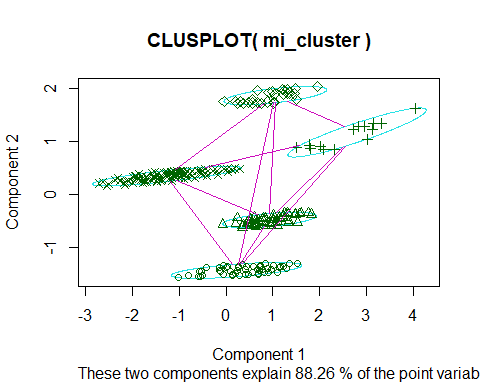 CLUSPLOT( mi_cluster )
2
1
0
-1
Component 2
-3 -2 -1 0 1 2 3 4
Component 1
These two components explain 88.26 % of the point variab